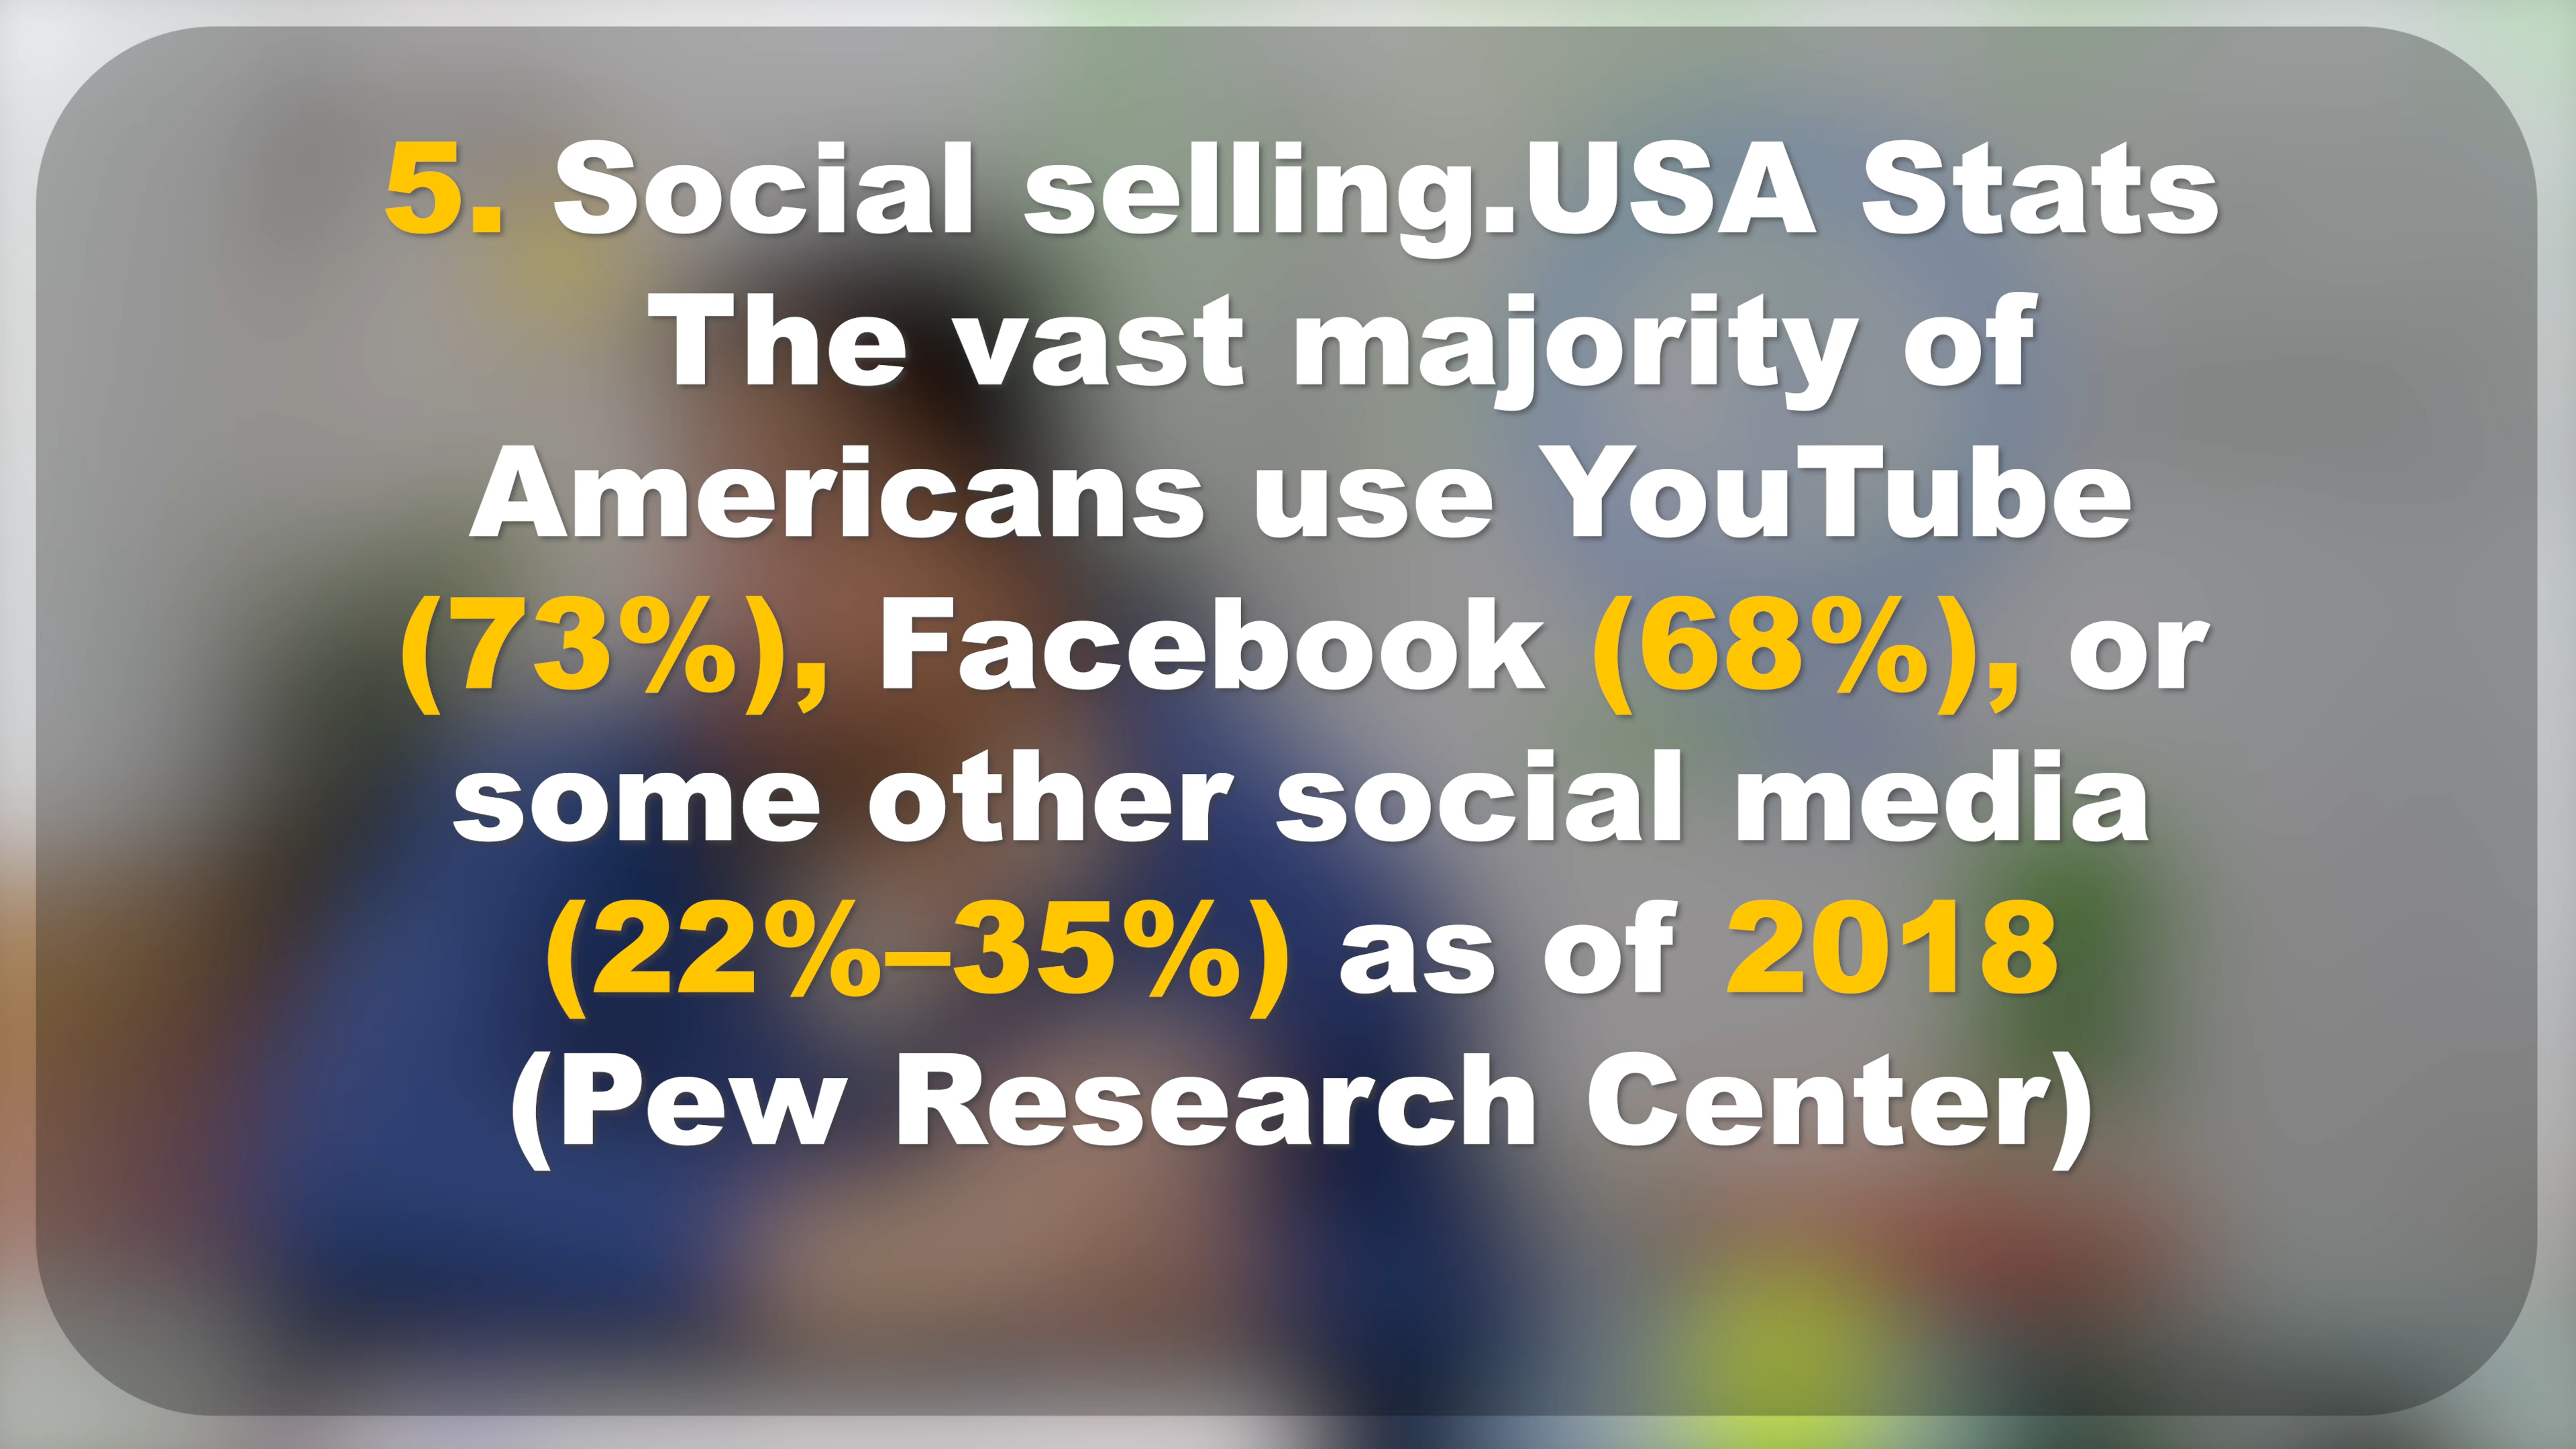 5. Social selling.USA Stats
The vast majority of
Americans use YouTube
(73%), Facebook (68%), or
some other social media
(22%–35%) as of 2018
(Pew Research Center)